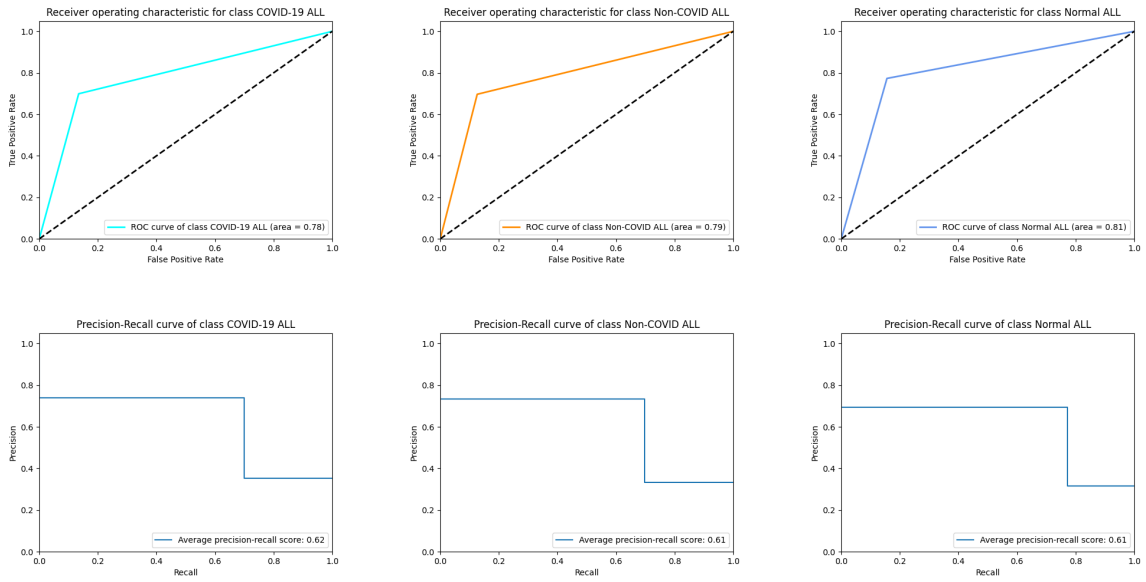 Receiver operating characteristic for class COVID-19 ALL
1.0
0.8
0.6
0.4
0.2
0.0
True Positive Rate
ROC curve of class COVID-19 ALL (area = 0.78)
0.0 0.2 0.4 0.6 0.8 1.0
False Positive Rate
Receiver operating characteristic for class Non-COVID ALL
1.0
0.8
0.6
0.4
0.2
0.0
True Positive Rate
ROC curve of class Non-COVID ALL (area = 0.79)
0.0 0.2 0.4 0.6 0.8 1.0
False Positive Rate
Receiver operating characteristic for class Normal ALL
1.0
0.8
0.6
0.4
0.2
0.0
True Positive Rate
ROC curve of class Normal ALL (area = 0.81)
0.0 0.2 0.4 0.6 0.8 1.0
False Positive Rate
Precision-Recall curve of class COVID-19 ALL
1.0
0.8
0.6
0.4
0.2
0.0
Precision
Average precision-recall score: 0.62
0.0 0.2 0.4 0.6 0.8 1.0
Recall
Precision-Recall curve of class Non-COVID ALL
1.0
0.8
0.6
0.4
0.2
0.0
Precision
Average precision-recall score: 0.61
0.0 0.2 0.4 0.6 0.8 1.0
Recall
Precision-Recall curve of class Normal ALL
1.0
0.8
0.6
0.4
0.2
0.0
Precision
Average precision-recall score: 0.61
0.0 0.2 0.4 0.6 0.8 1.0
Recall